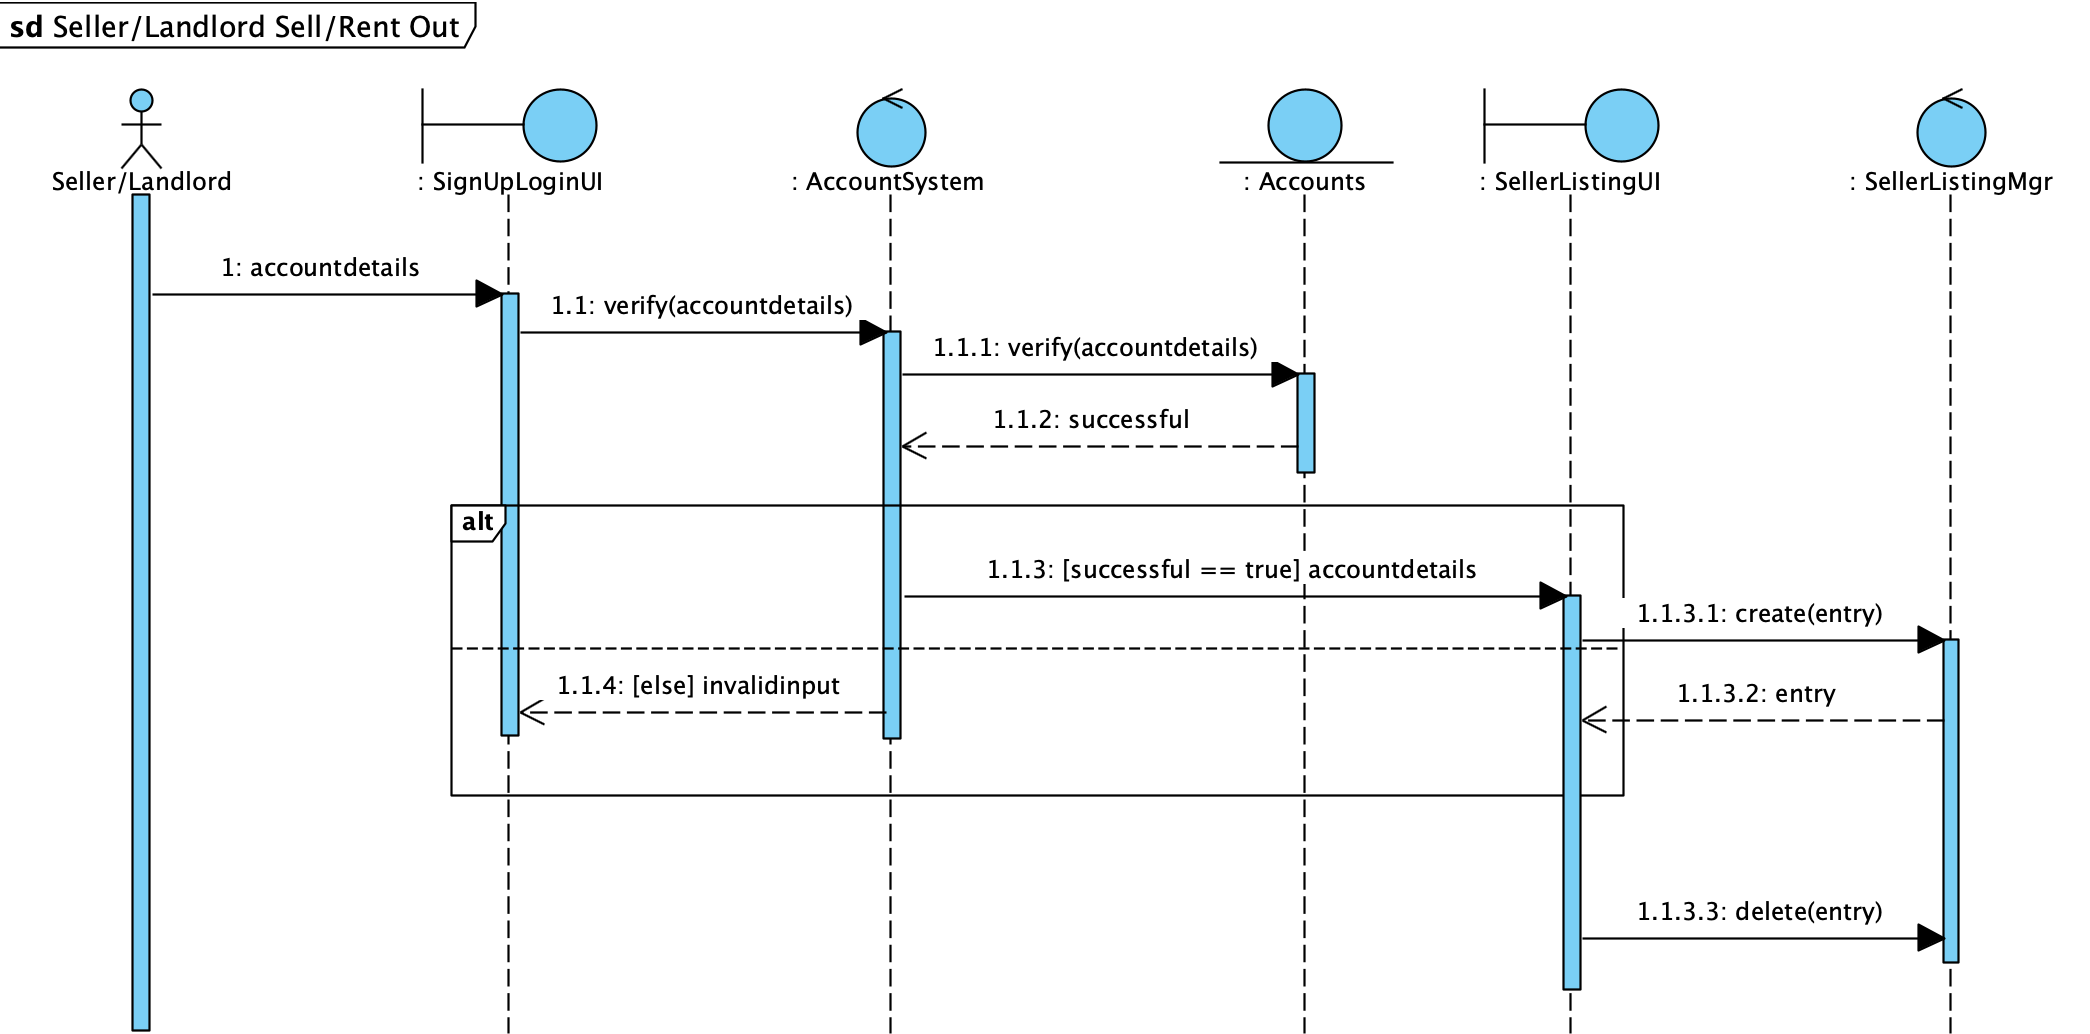 sd Seller/Landlord Sell/Rent Out
Seller/Landlord
: SignUpLoginUI
: AccountSystem
: Accounts
: SellerListingUI
: SellerListingMgr
1: accountdetails
1.1: verify(accountdetails)
1.1.1: verify(accountdetails)
1.1.2: successful
alt
1.1.3: [successful == true] accountdetails
1.1.3.1: create(entry)
1.1.4: [else] invalidinput
1.1.3.2: entry
1.1.3.3: delete(entry)